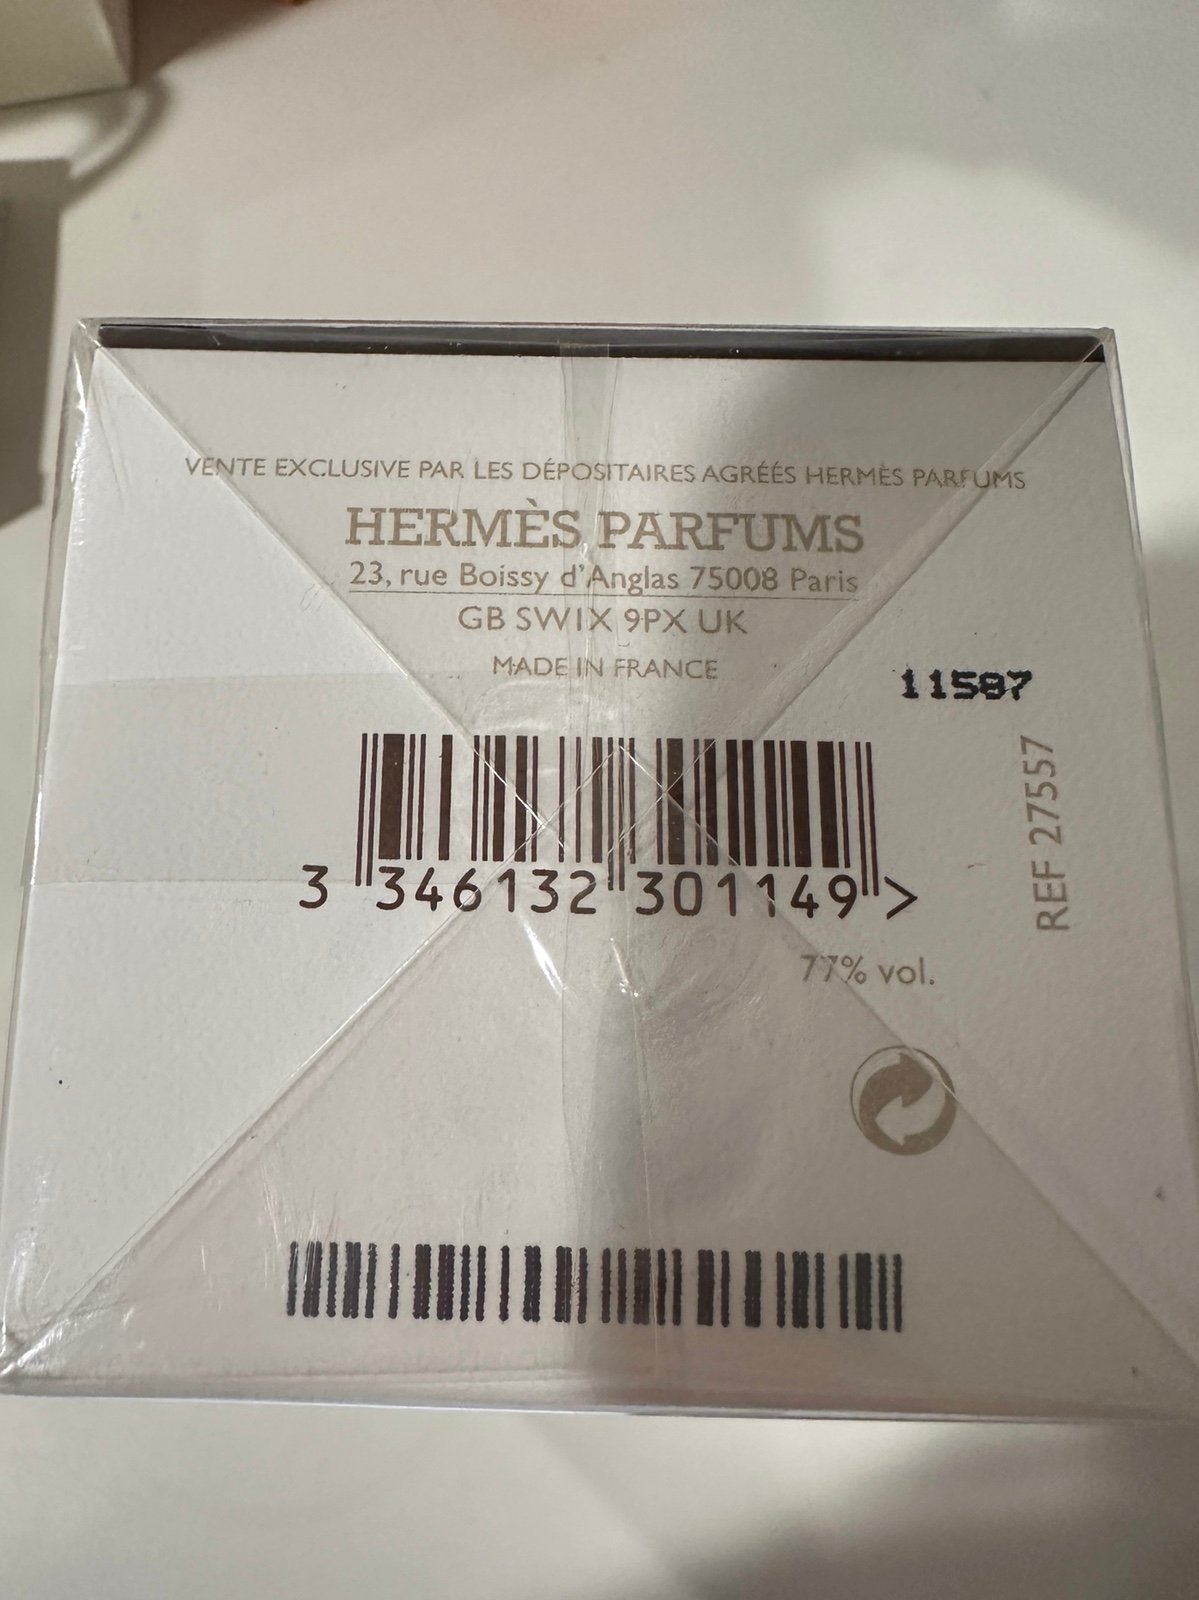 VENTE EXCLUSIVE PAR LES DÉPOSITAIRES AGRÉÉS HERMÈS PARFUMS
HERMÈS PARFUMS
23, rue Boissy d'Anglas 75008 Paris
GB SW1X 9PX UK
MADE IN FRANCE
11587
REF 27557
3 346132 301149 >
77% vol.